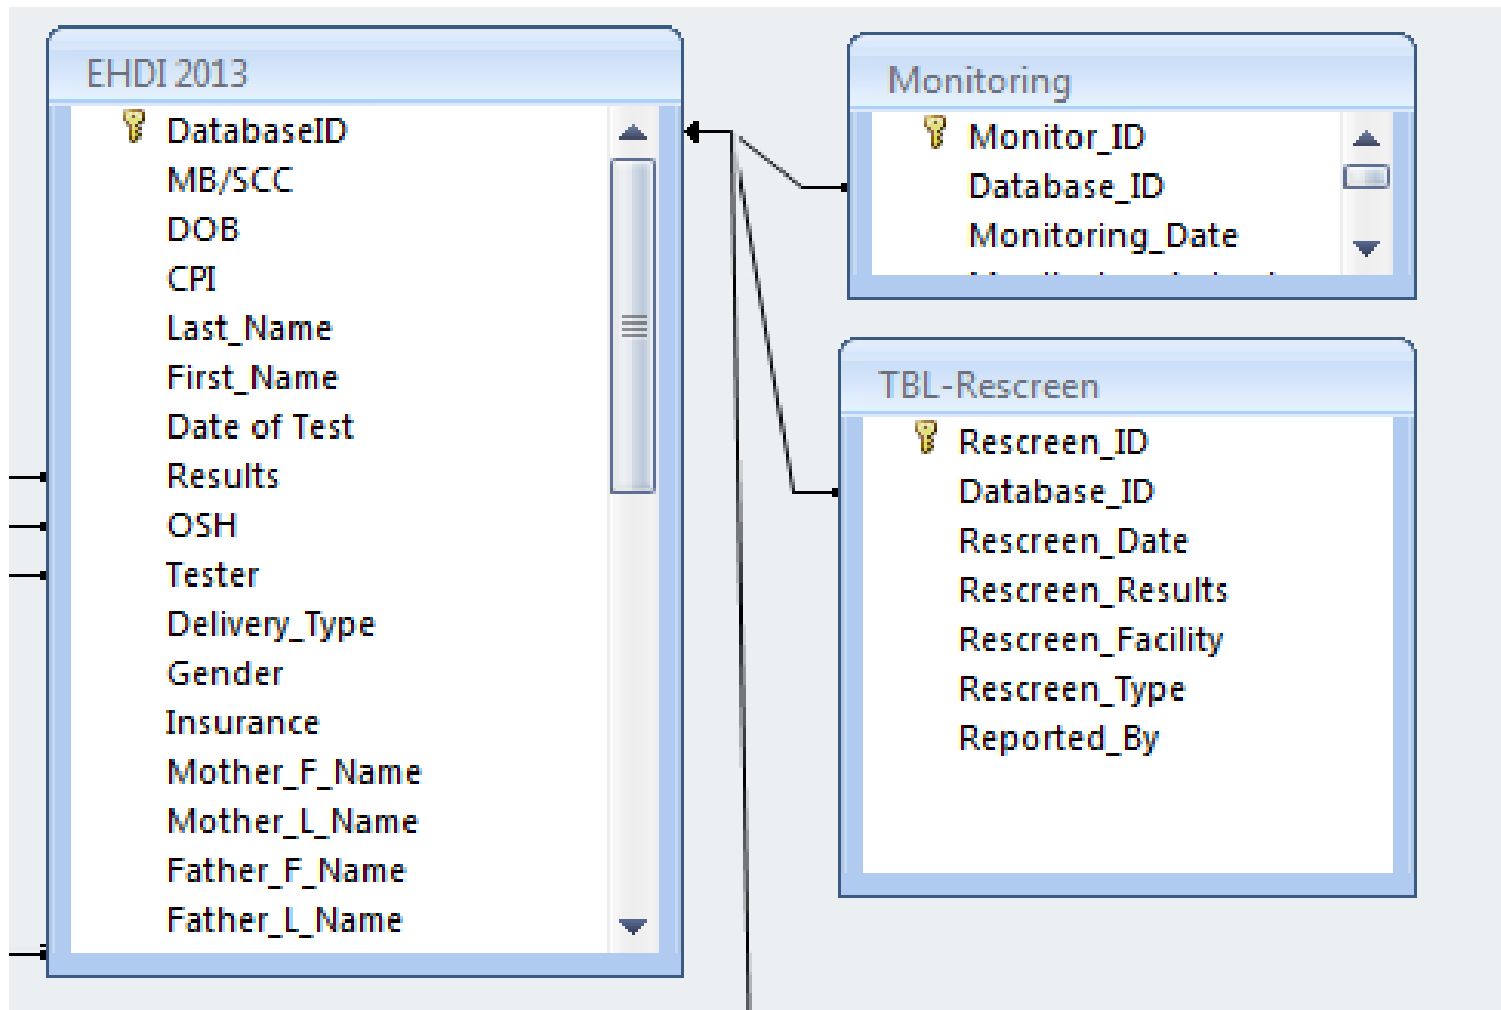 EHDI 2013
DatabaseID
MB/SCC
DOB
CPI
Last_Name
First_Name
Date of Test
Results
OSH
Tester
Delivery_Type
Gender
Insurance
Mother_F_Name
Mother_L_Name
Father_F_Name
Father_L_Name
Monitoring
Monitor_ID
Database_ID
Monitoring_Date
TBL-Rescreen
Rescreen_ID
Database_ID
Rescreen_Date
Rescreen_Results
Rescreen_Facility
Rescreen_Type
Reported_By